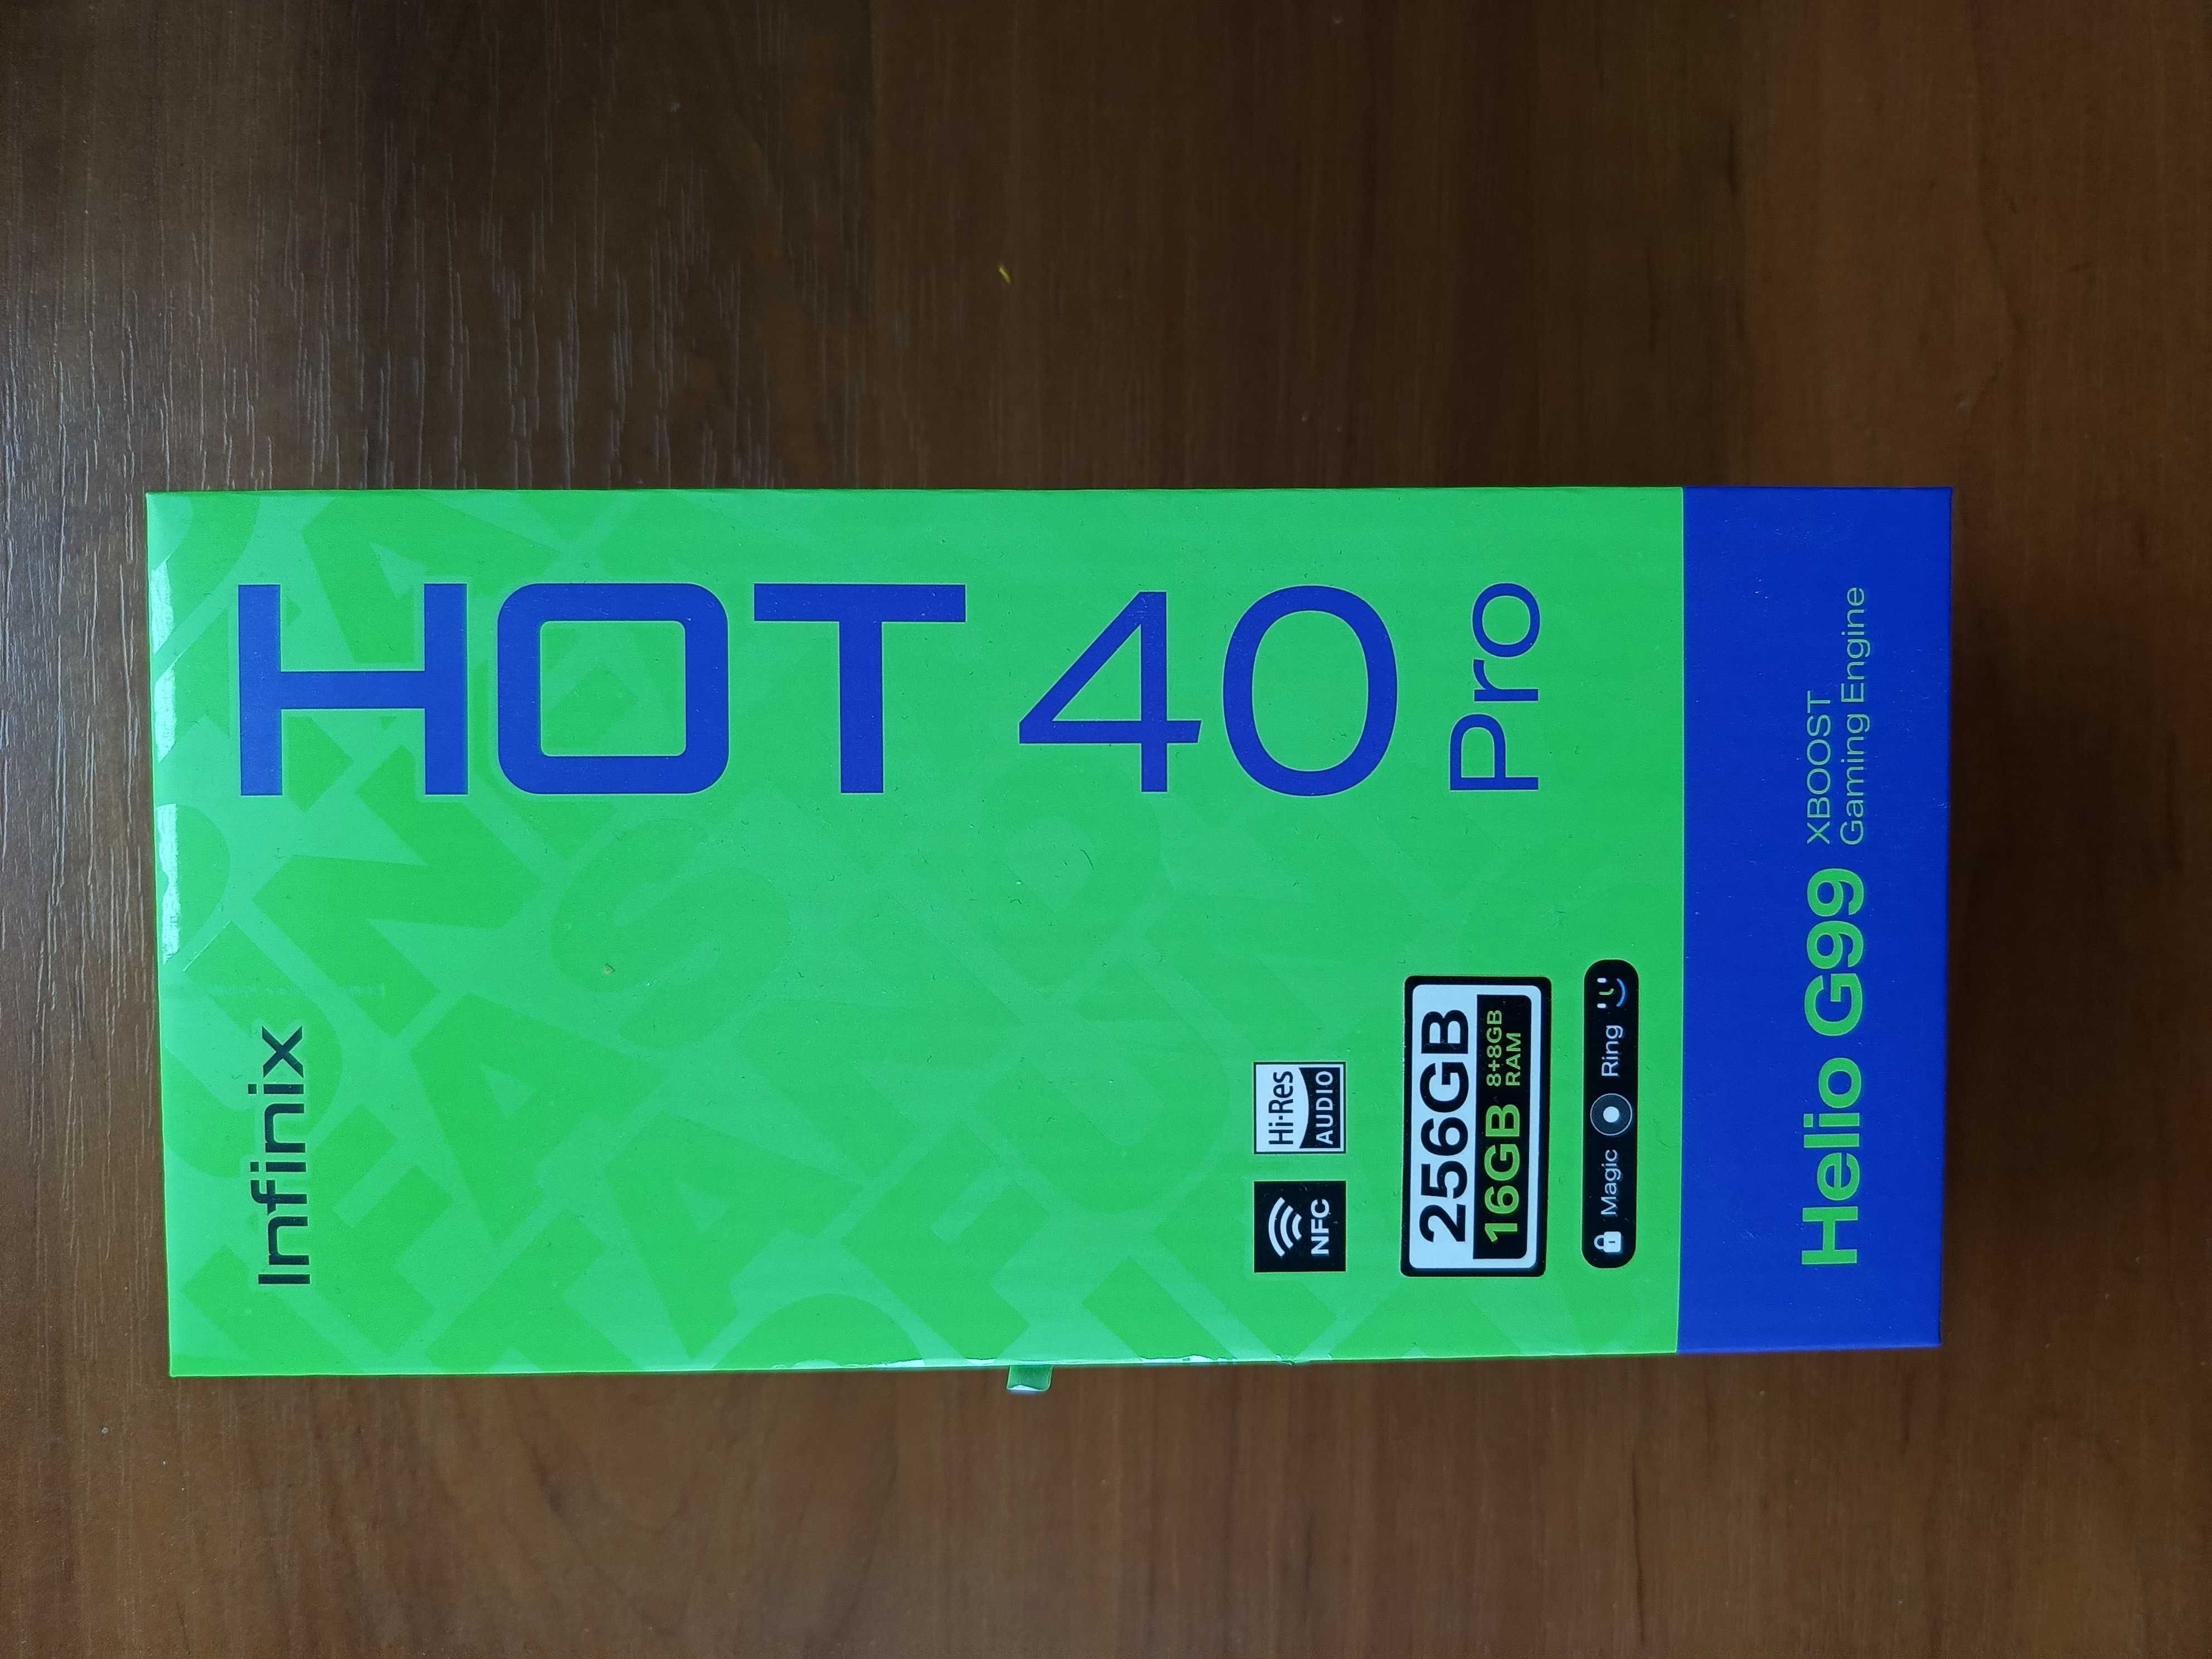 Infinix
HOT 40
Pro
NFC
Hi-Res
AUDIO
256GB
16GB 8+8GB
RAM
Magic Ring
Helio G99 XBOOST
Gaming Engine